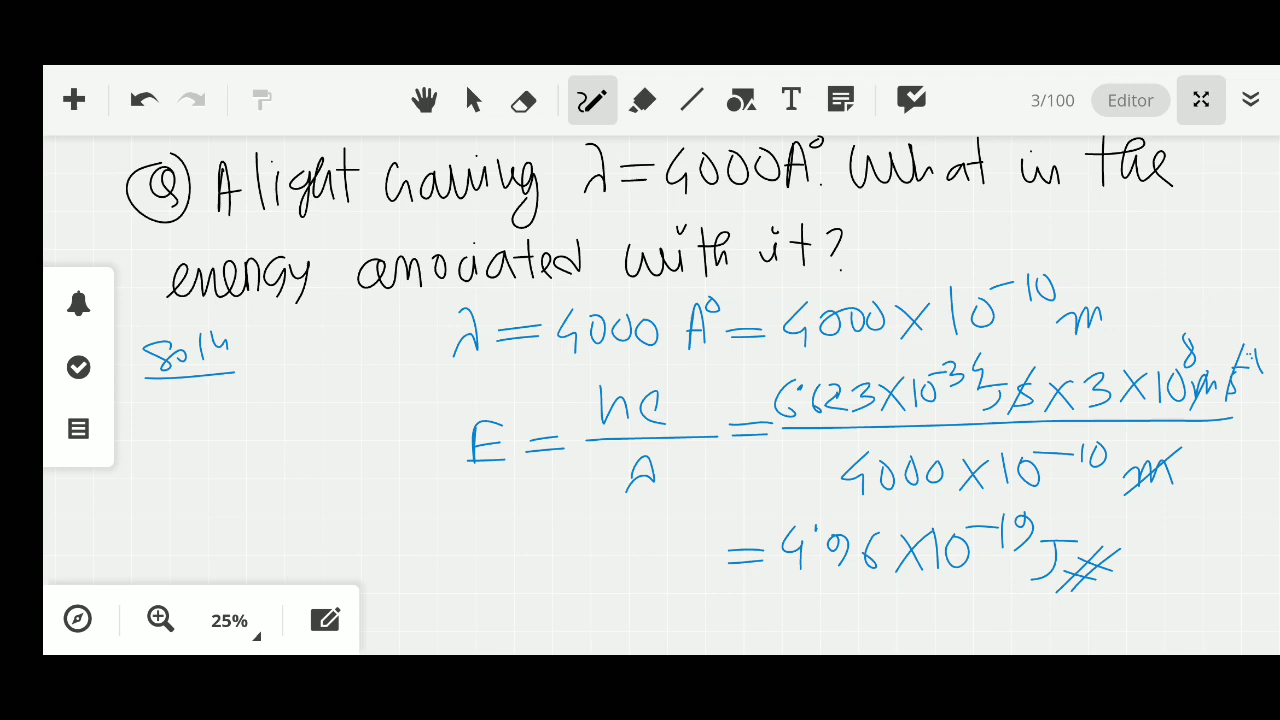 3/100 Editor
Q A light having λ=4000A°. What is the
energy associated with it?
Soln
λ = 4000 A° = 4000 × 10⁻¹⁰ m
E = hc/λ = 6.623×10⁻³⁴ Js × 3 × 10⁸ m s⁻¹ / 4000 × 10⁻¹⁰ m
= 4.96 × 10⁻¹⁹ J
25%